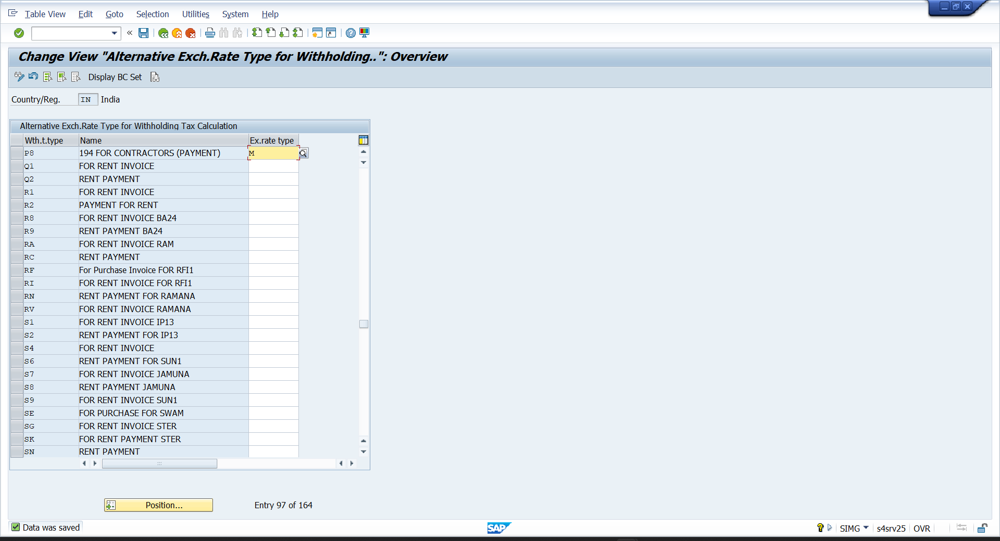 Table View Edit Goto Selection Utilities System Help
Change View "Alternative Exch.Rate Type for Withholding..": Overview
Display BC Set
Country/Reg. IN India
Alternative Exch.Rate Type for Withholding Tax Calculation
Wth.t.type Name Ex.rate type
P8 194 FOR CONTRACTORS (PAYMENT) M
Q1 FOR RENT INVOICE
Q2 RENT PAYMENT
R1 FOR RENT INVOICE
R2 PAYMENT FOR RENT
R8 FOR RENT INVOICE BA24
R9 RENT PAYMENT BA24
RA FOR RENT INVOICE RAM
RC RENT PAYMENT
RF For Purchase Invoice FOR RFI1
RI FOR RENT INVOICE FOR RFI1
RN RENT PAYMENT FOR RAMANA
RV FOR RENT INVOICE RAMANA
S1 FOR RENT INVOICE IP13
S2 RENT PAYMENT FOR IP13
S4 FOR RENT INVOICE
S6 RENT PAYMENT FOR SUN1
S7 FOR RENT INVOICE JAMUNA
S8 RENT PAYMENT JAMUNA
S9 FOR RENT INVOICE SUN1
SE FOR PURCHASE FOR SWAM
SG FOR RENT INVOICE STER
SK FOR RENT PAYMENT STER
SN RENT PAYMENT
Position... Entry 97 of 164
Data was saved SAP SIMG s4srv25 OVR